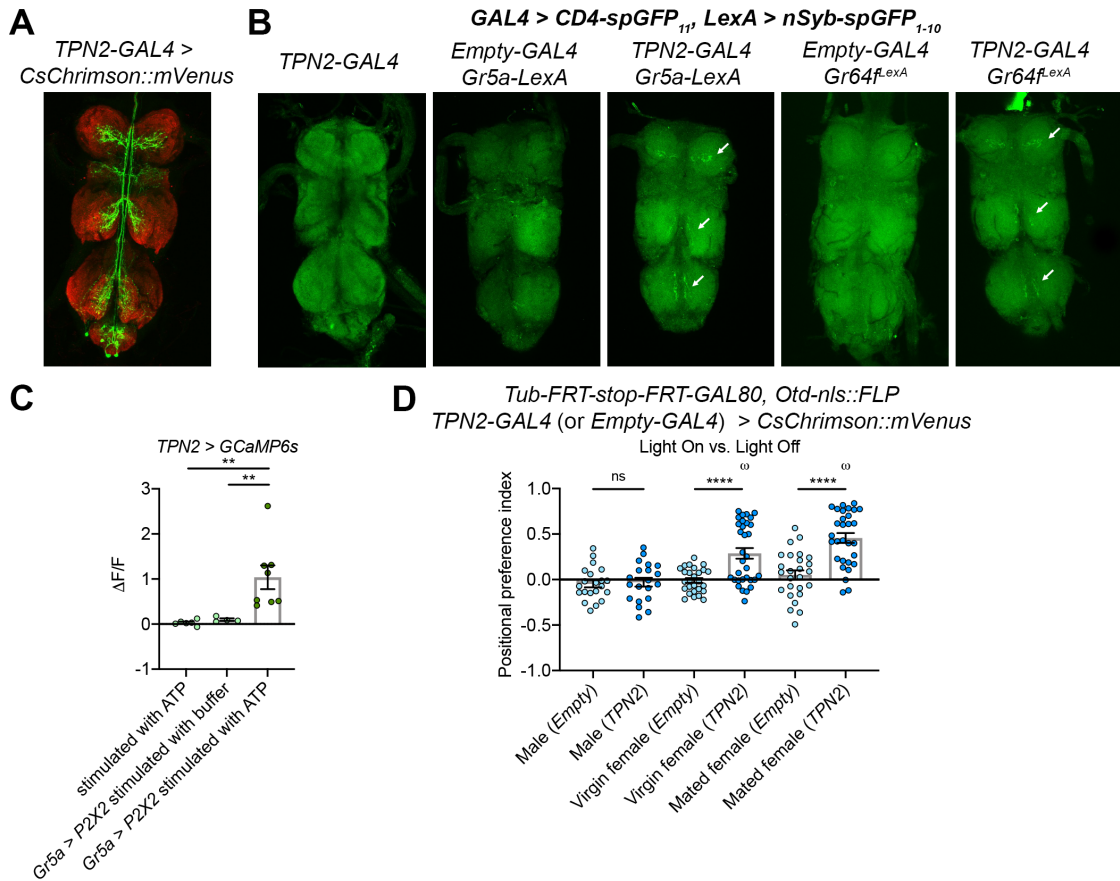 A
TPN2-GAL4 >
CsChrimson::mVenus
B
GAL4 > CD4-spGFP11, LexA > nSyb-spGFP1-10
TPN2-GAL4
Empty-GAL4
Gr5a-LexA
TPN2-GAL4
Gr5a-LexA
Empty-GAL4
Gr64fLexA
TPN2-GAL4
Gr64fLexA
C
TPN2 > GCaMP6s
**
**
3
2
1
0
-1
ΔF/F
stimulated with ATP
Gr5a > P2X2 stimulated with buffer
Gr5a > P2X2 stimulated with ATP
D
Tub-FRT-stop-FRT-GAL80, Otd-nls::FLP
TPN2-GAL4 (or Empty-GAL4) > CsChrimson::mVenus
Light On vs. Light Off
ns
****
ω
****
ω
1.0
0.5
0.0
-0.5
-1.0
Positional preference index
Male (Empty)
Male (TPN2)
Virgin female (Empty)
Virgin female (TPN2)
Mated female (Empty)
Mated female (TPN2)